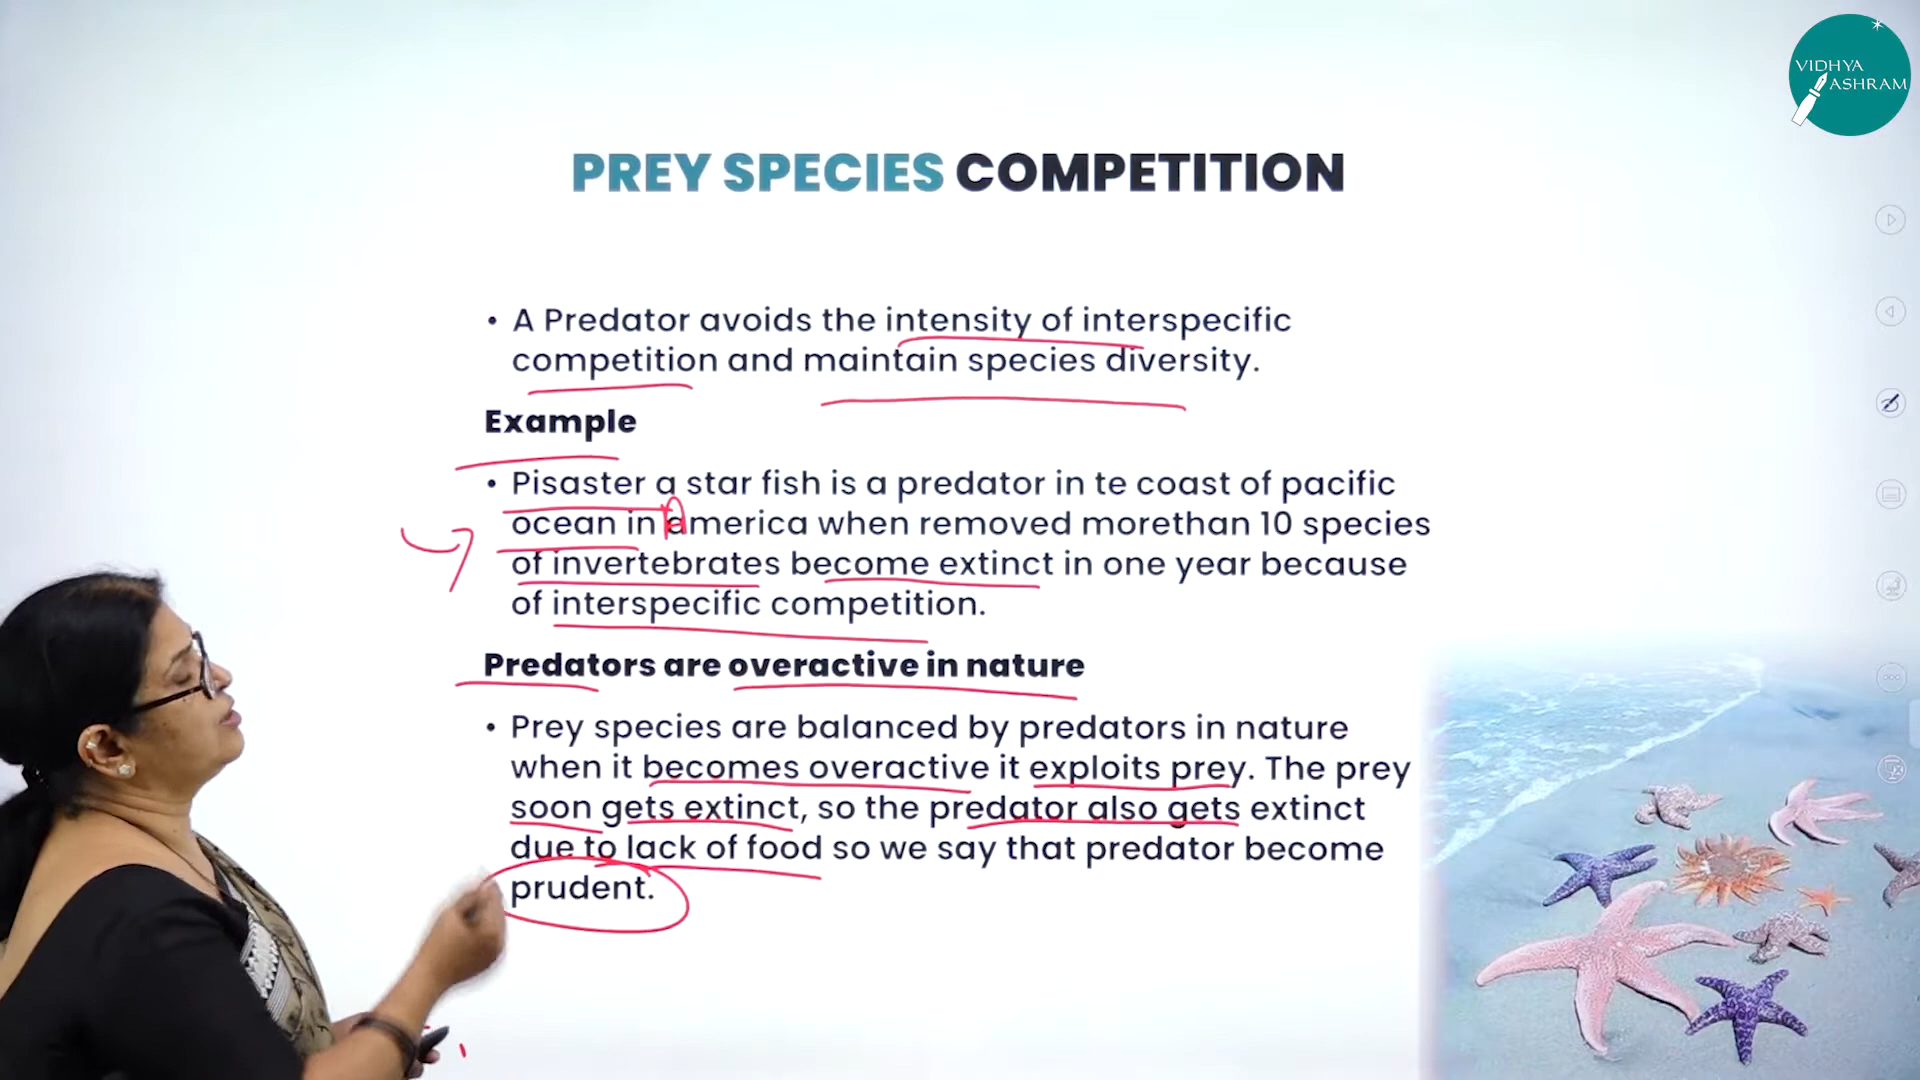 VIDHYA
ASHRAM
PREY SPECIES COMPETITION
• A Predator avoids the intensity of interspecific
competition and maintain species diversity.
Example
• Pisaster a star fish is a predator in te coast of pacific
ocean in America when removed morethan 10 species
of invertebrates become extinct in one year because
of interspecific competition.
Predators are overactive in nature
• Prey species are balanced by predators in nature
when it becomes overactive it exploits prey. The prey
soon gets extinct, so the predator also gets extinct
due to lack of food so we say that predator become
prudent.